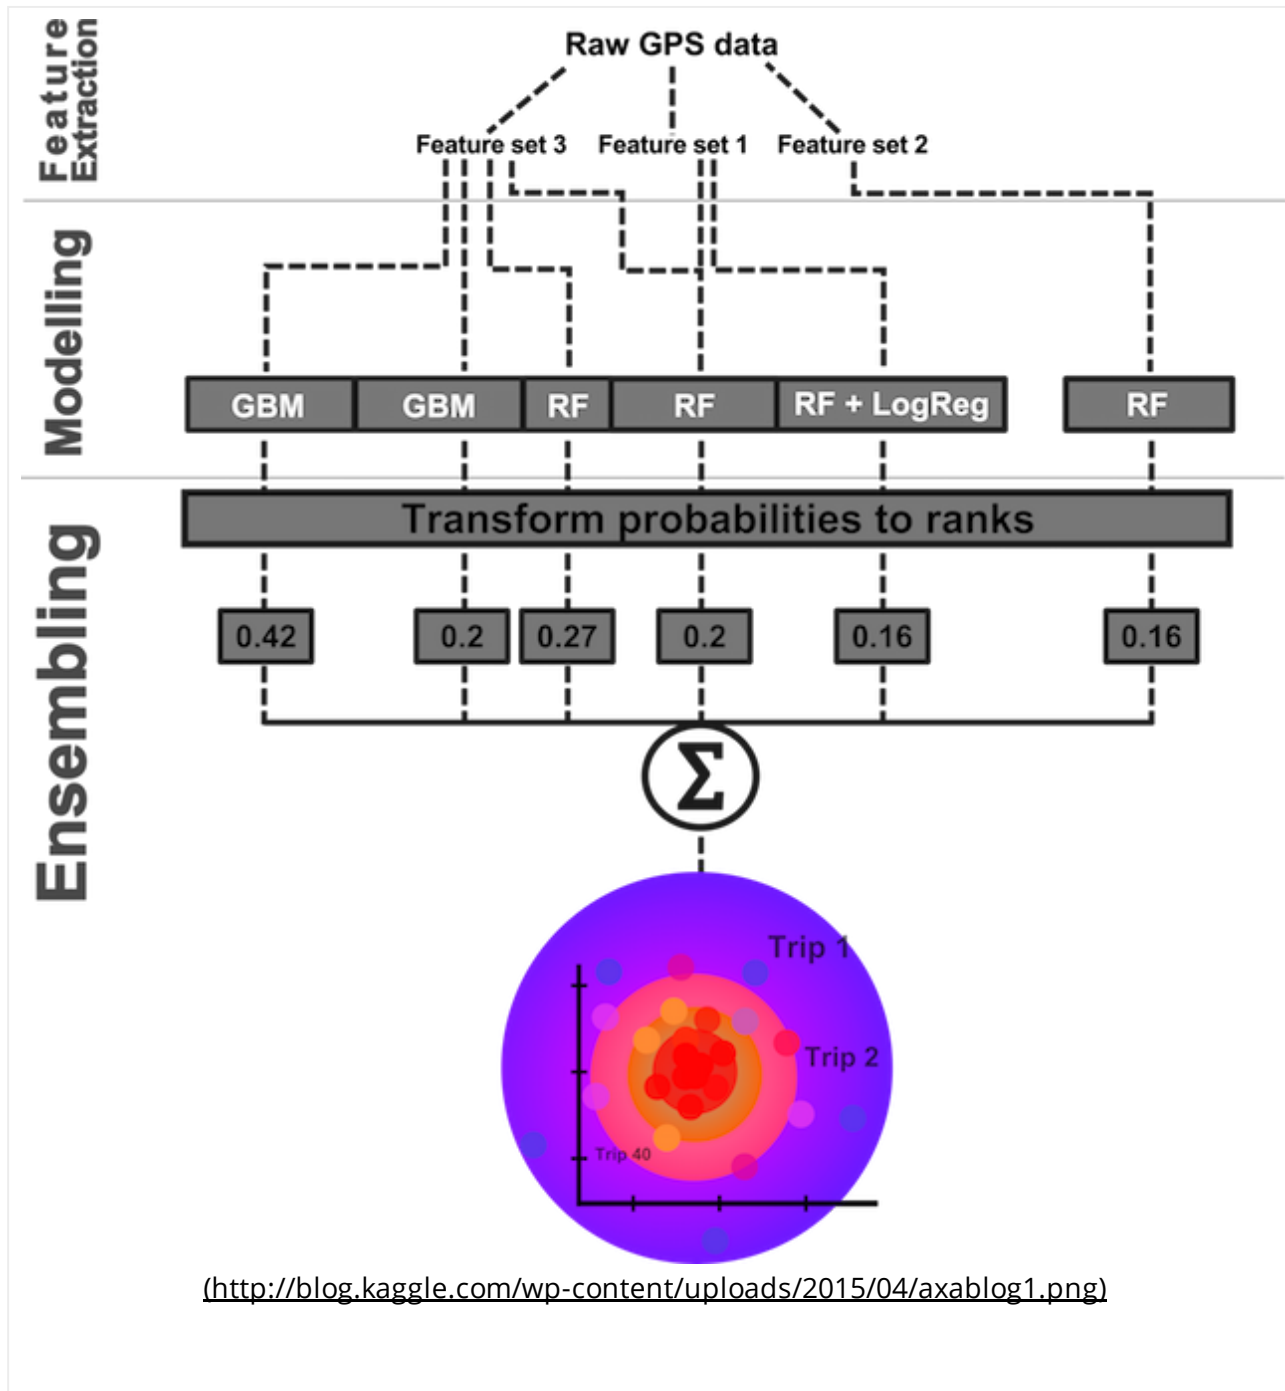 Feature
Extraction
Raw GPS data
Feature set 3 Feature set 1 Feature set 2
Modelling
GBM GBM RF RF RF + LogReg RF
Ensembling
Transform probabilities to ranks
0.42 0.2 0.27 0.2 0.16 0.16
Σ
Trip 1
Trip 2
Trip 40
(http://blog.kaggle.com/wp-content/uploads/2015/04/axablog1.png)